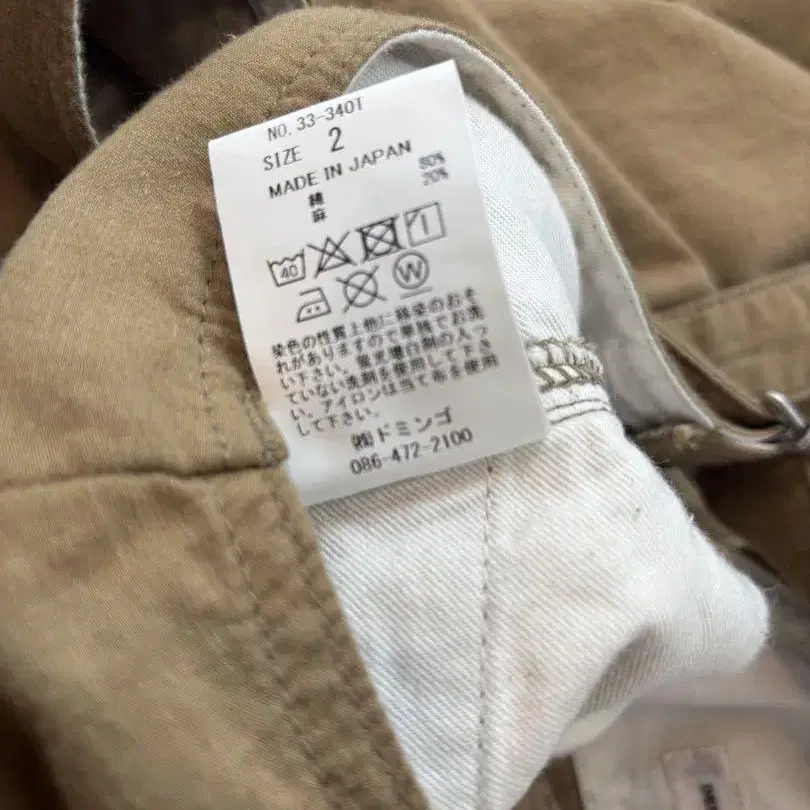 NO. 33-340T
SIZE 2
MADE IN JAPAN
綿 80%
麻 20%
40
W
染色の性質上他に移染のおそ
れがありますので単独でお洗
い下さい。蛍光増白剤の入っ
ていない洗剤を使用して下さ
い。アイロンは当て布を使用
して下さい。
㈱ドミンゴ
086-472-2100